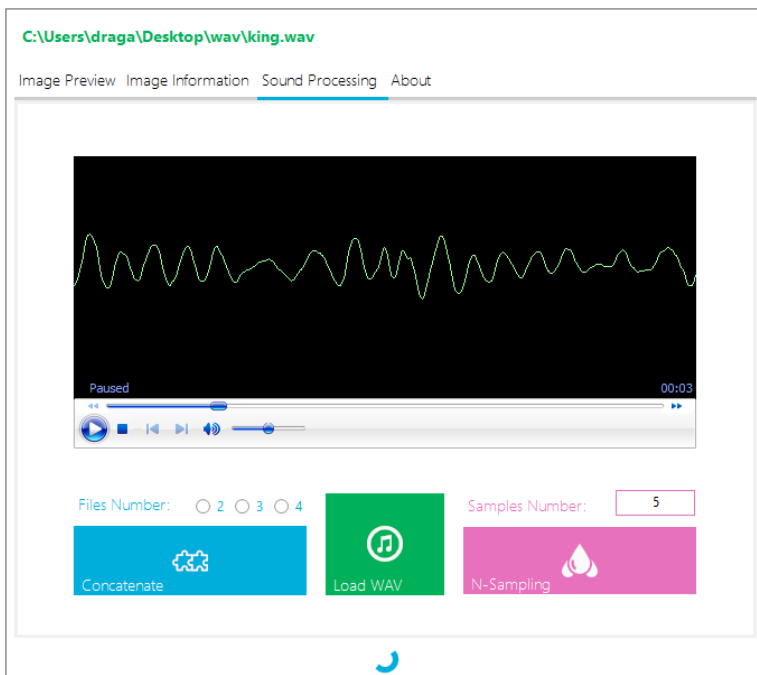 C:\Users\draga\Desktop\wav\king.wav
Image Preview Image Information Sound Processing About
Paused 00:03
Files Number: 2 3 4 Samples Number: 5
Concatenate Load WAV N-Sampling